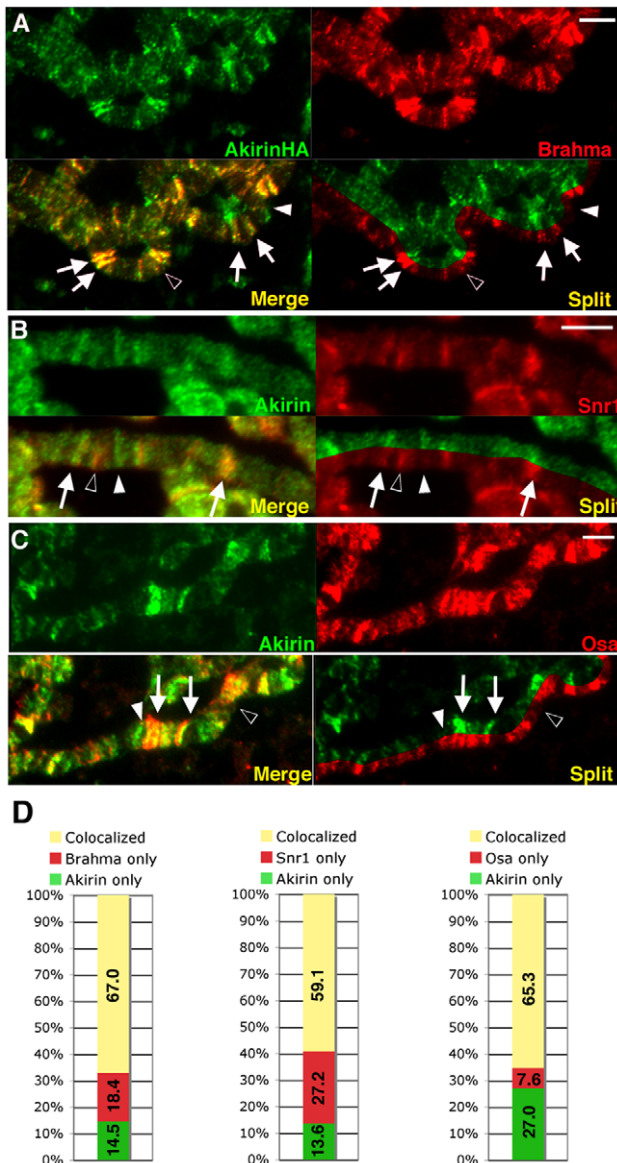 A
AkirinHA
Brahma
Merge
Split
B
Akirin
Snr1
Merge
Split
C
Akirin
Osa
Merge
Split
D
Colocalized
Brahma only
Akirin only
100%
90%
80%
70%
60%
50%
40%
30%
20%
10%
0%
67.0
18.4
14.5
Colocalized
Snr1 only
Akirin only
100%
90%
80%
70%
60%
50%
40%
30%
20%
10%
0%
59.1
27.2
13.6
Colocalized
Osa only
Akirin only
100%
90%
80%
70%
60%
50%
40%
30%
20%
10%
0%
65.3
7.6
27.0